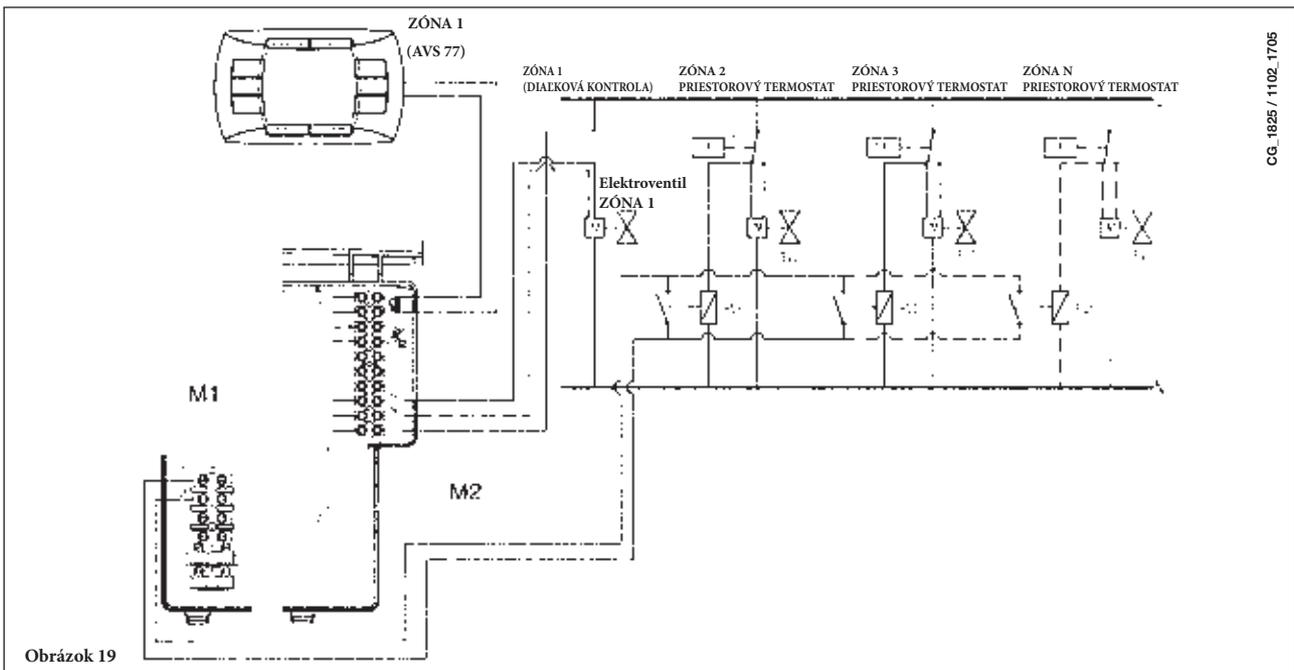 ZÓNA 1
(AVS 77)
ZÓNA 1
(DIAĽKOVÁ KONTROLA)
ZÓNA 2
PRIESTOROVÝ TERMOSTAT
ZÓNA 3
PRIESTOROVÝ TERMOSTAT
ZÓNA N
PRIESTOROVÝ TERMOSTAT
CG_1825 / 1102_1705
Elektroventil
ZÓNA 1
M1
M2
Obrázok 19